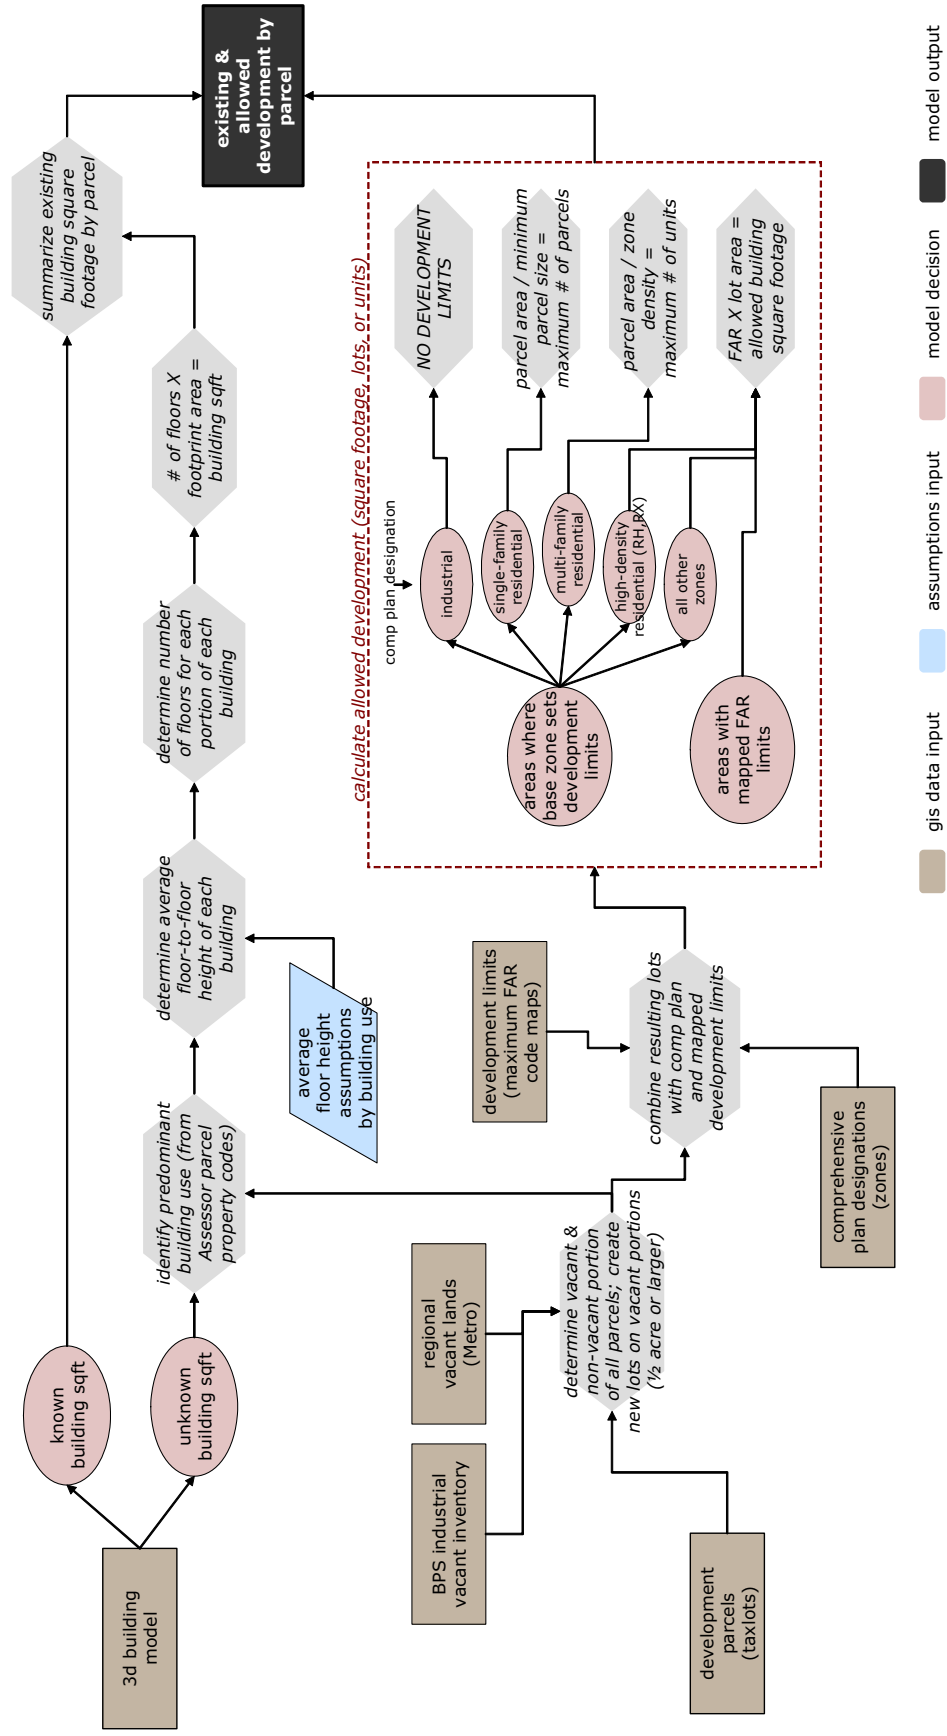 3d building
model
known
building sqft
unknown
building sqft
identify predominant
building use (from
Assessor parcel
property codes)
determine average
floor-to-floor
height of each
building
average
floor height
assumptions
by building use
determine number
of floors for each
portion of each
building
# of floors X
footprint area =
building sqft
summarize existing
building square
footage by parcel
existing &
allowed
development by
parcel
BPS industrial
vacant inventory
regional
vacant lands
(Metro)
development
parcels
(taxlots)
determine vacant &
non-vacant portion
of all parcels; create
new lots on vacant portions
(½ acre or larger)
development limits
(maximum FAR
code maps)
combine resulting lots
with comp plan
and mapped
development limits
comprehensive
plan designations
(zones)
calculate allowed development (square footage, lots, or units)
areas where
base zone sets
development
limits
areas with
mapped FAR
limits
comp plan designation
industrial
single-family
residential
multi-family
residential
high-density
residential (RH,RX)
all other
zones
NO DEVELOPMENT
LIMITS
parcel area / minimum
parcel size =
maximum # of parcels
parcel area / zone
density =
maximum # of units
FAR X lot area =
allowed building
square footage
gis data input
assumptions input
model decision
model output